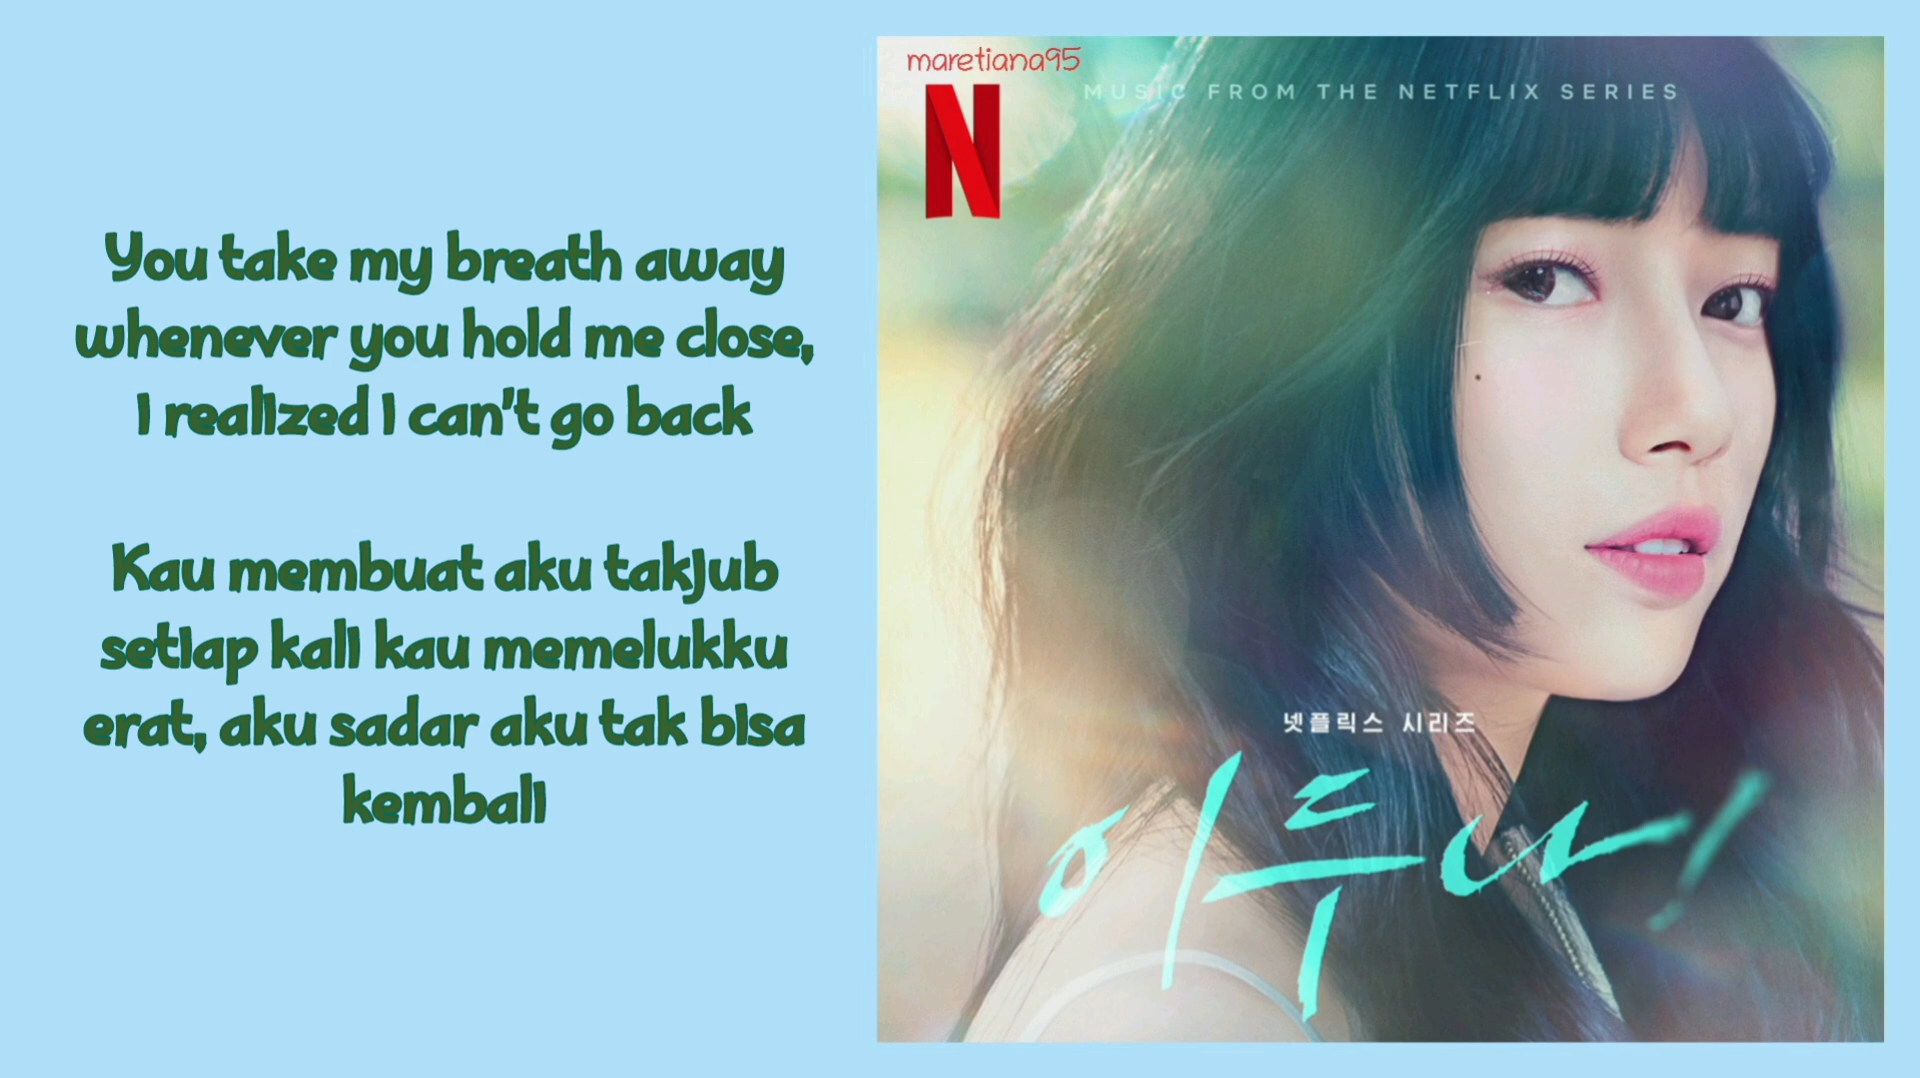 You take my breath away
whenever you hold me close,
I realized I can't go back
Kau membuat aku takjub
setiap kali kau memelukku
erat, aku sadar aku tak bisa
kembali
maretiana95
N
MUSIC FROM THE NETFLIX SERIES
넷플릭스 시리즈
이두나!